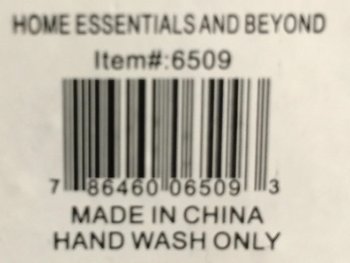 HOME ESSENTIALS AND BEYOND
Item#:6509
7 86460 06509 3
MADE IN CHINA
HAND WASH ONLY